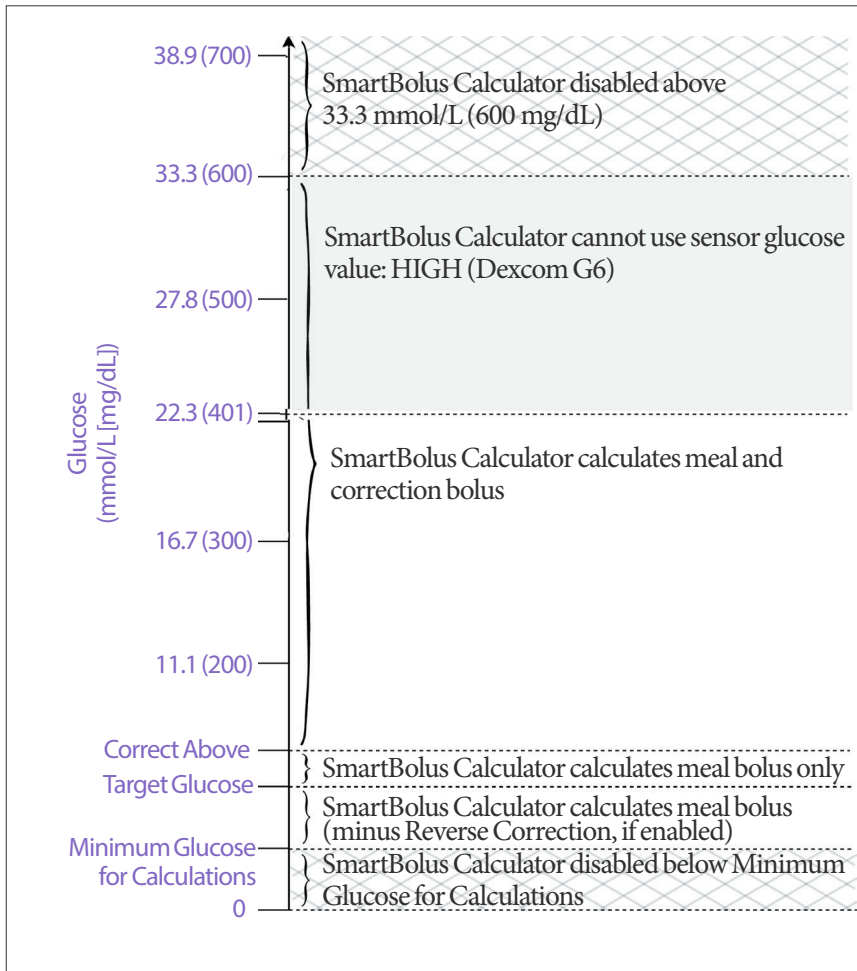 38.9 (700)
SmartBolus Calculator disabled above
33.3 mmol/L (600 mg/dL)
33.3 (600)
SmartBolus Calculator cannot use sensor glucose
value: HIGH (Dexcom G6)
27.8 (500)
Glucose
(mmol/L [mg/dL])
22.3 (401)
SmartBolus Calculator calculates meal and
correction bolus
16.7 (300)
11.1 (200)
Correct Above
SmartBolus Calculator calculates meal bolus only
Target Glucose
SmartBolus Calculator calculates meal bolus
(minus Reverse Correction, if enabled)
Minimum Glucose
for Calculations
SmartBolus Calculator disabled below Minimum
Glucose for Calculations
0